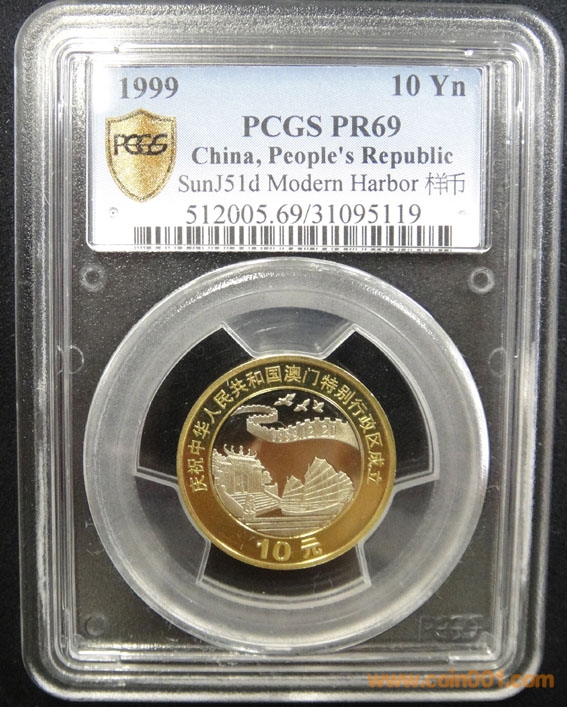 1999 10 Yn
PCGS
PCGS PR69
China, People's Republic
SunJ51d Modern Harbor 样币
512005.69/31095119
庆祝中华人民共和国澳门特别行政区成立
10元
PCGS
www.coin001.com